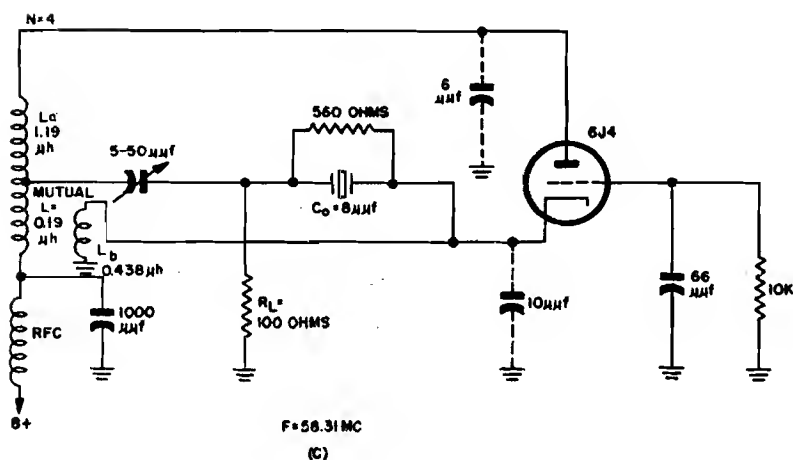 N=4
La
1.19
μh
5-50μμf
560 OHMS
C₀=8μμf
6
μμf
6J4
MUTUAL
L=
0.19
μh
Lb
0.438μh
1000
μμf
RL=
100 OHMS
10μμf
66
μμf
10K
RFC
B+
F=58.31MC
(C)